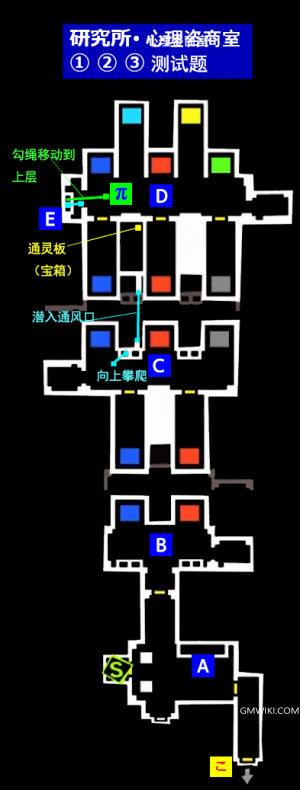 研究所·心理咨商室
① ② ③ 测试题
勾绳移动到
上层
π
D
E
通灵板
（宝箱）
潜入通风口
向上攀爬
C
B
S
A
GMWIKI.COM
こ